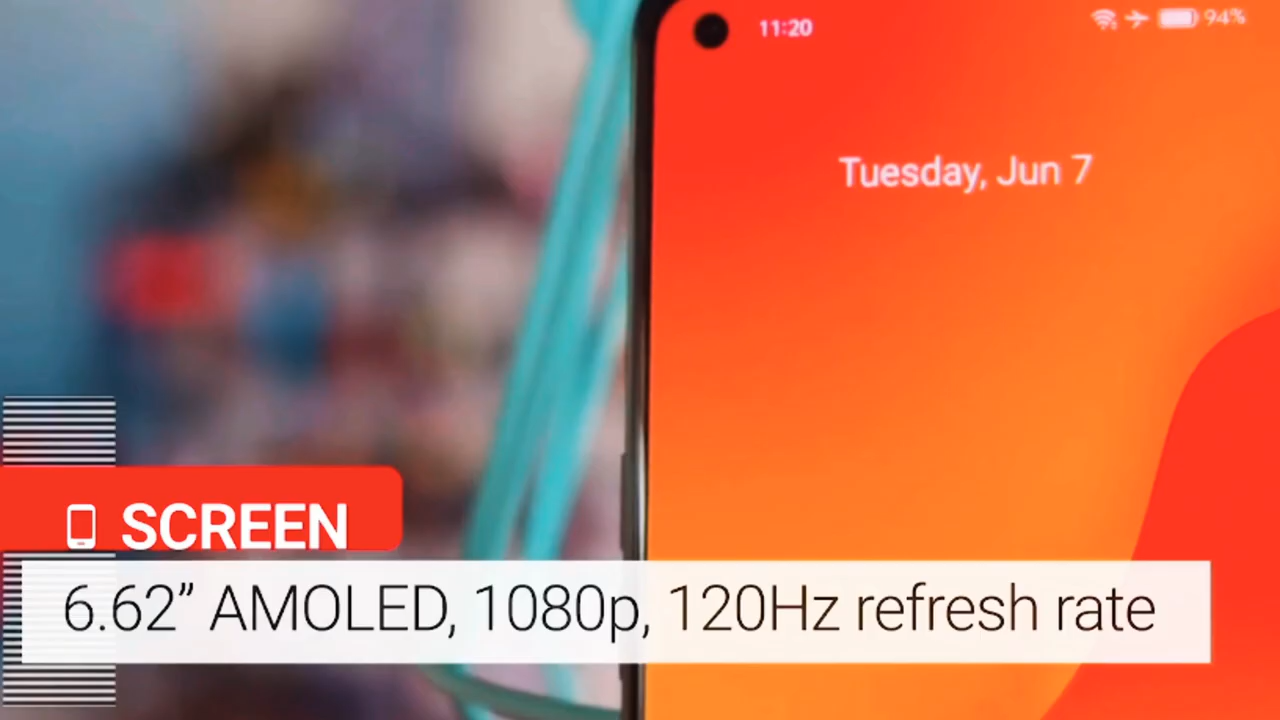 11:20
94%
Tuesday, Jun 7
SCREEN
6.62” AMOLED, 1080p, 120Hz refresh rate